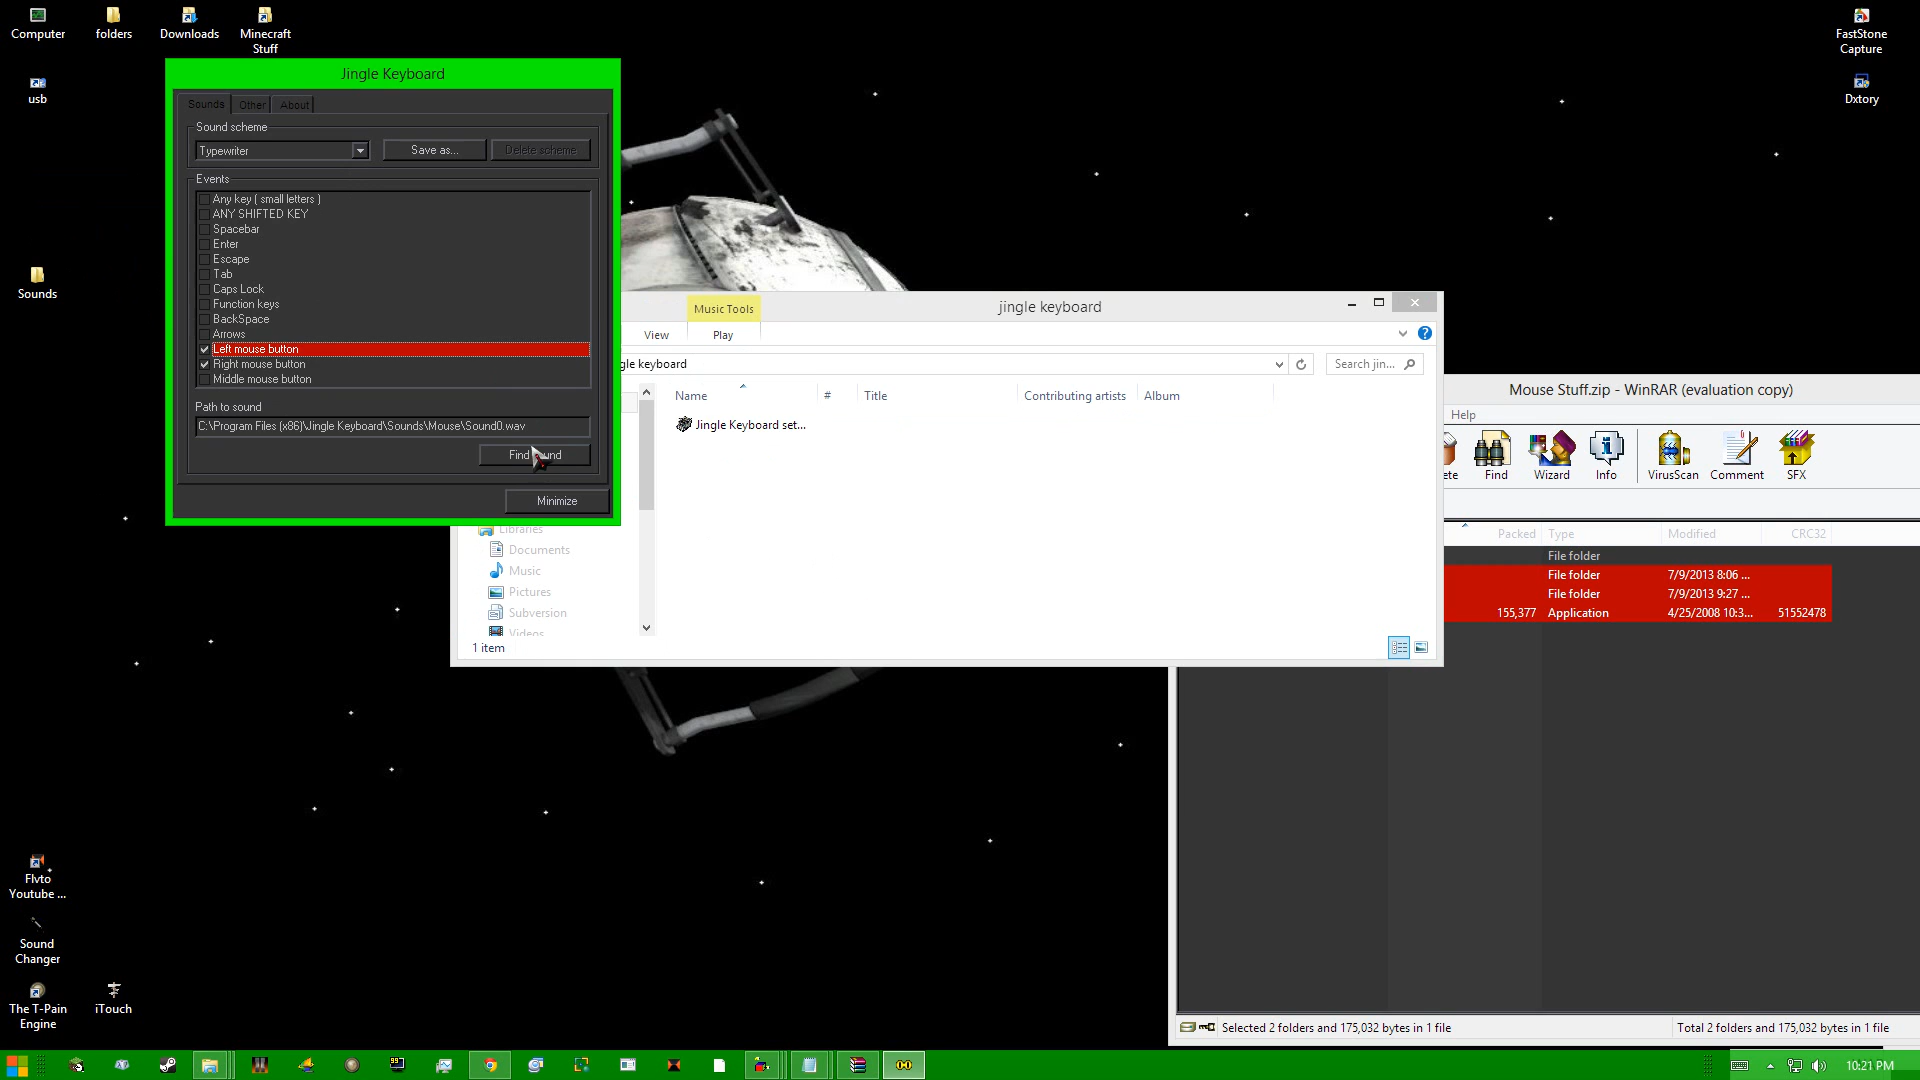 Computer
folders
Downloads
Minecraft
Stuff
usb
Sounds
FastStone
Capture
Dxtory
Jingle Keyboard
Sounds
Other
About
Sound scheme
Typewriter
Save as...
Delete scheme
Events
Any key ( small letters )
ANY SHIFTED KEY
Spacebar
Enter
Escape
Tab
Caps Lock
Function keys
BackSpace
Arrows
Left mouse button
Right mouse button
Middle mouse button
Path to sound
C:\Program Files (x86)\Jingle Keyboard\Sounds\Mouse\Sound0.wav
Find sound
Minimize
Music Tools
jingle keyboard
View
Play
gle keyboard
Search jin...
Name
#
Title
Contributing artists
Album
Jingle Keyboard set...
Libraries
Documents
Music
Pictures
Subversion
Videos
1 item
Mouse Stuff.zip - WinRAR (evaluation copy)
Help
ete
Find
Wizard
Info
VirusScan
Comment
SFX
Packed
Type
Modified
CRC32
File folder
File folder
7/9/2013 8:06 ...
File folder
7/9/2013 9:27 ...
155,377
Application
4/25/2008 10:3...
51552478
Selected 2 folders and 175,032 bytes in 1 file
Total 2 folders and 175,032 bytes in 1 file
Flvto
Youtube ...
Sound
Changer
The T-Pain
Engine
iTouch
99
10:21 PM